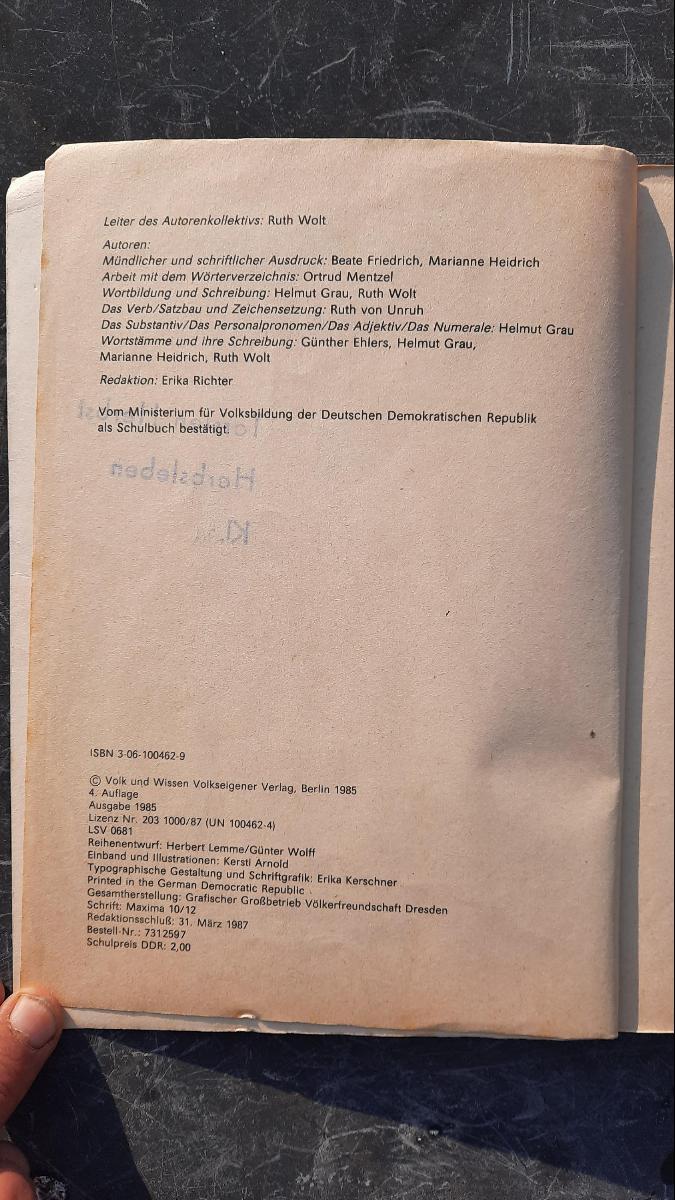 Leiter des Autorenkollektivs: Ruth Wolt
Autoren:
Mündlicher und schriftlicher Ausdruck: Beate Friedrich, Marianne Heidrich
Arbeit mit dem Wörterverzeichnis: Ortrud Mentzel
Wortbildung und Schreibung: Helmut Grau, Ruth Wolt
Das Verb/Satzbau und Zeichensetzung: Ruth von Unruh
Das Substantiv/Das Personalpronomen/Das Adjektiv/Das Numerale: Helmut Grau
Wortstämme und ihre Schreibung: Günther Ehlers, Helmut Grau,
Marianne Heidrich, Ruth Wolt
Redaktion: Erika Richter
Vom Ministerium für Volksbildung der Deutschen Demokratischen Republik
als Schulbuch bestätigt.
Herbsleben
Kl.
ISBN 3-06-100462-9
© Volk und Wissen Volkseigener Verlag, Berlin 1985
4. Auflage
Ausgabe 1985
Lizenz Nr. 203 1000/87 (UN 100462-4)
LSV 0681
Reihenentwurf: Herbert Lemme/Günter Wolff
Einband und Illustrationen: Kersti Arnold
Typographische Gestaltung und Schriftgrafik: Erika Kerschner
Printed in the German Democratic Republic
Gesamtherstellung: Grafischer Großbetrieb Völkerfreundschaft Dresden
Schrift: Maxima 10/12
Redaktionsschluß: 31. März 1987
Bestell-Nr.: 7312597
Schulpreis DDR: 2,00